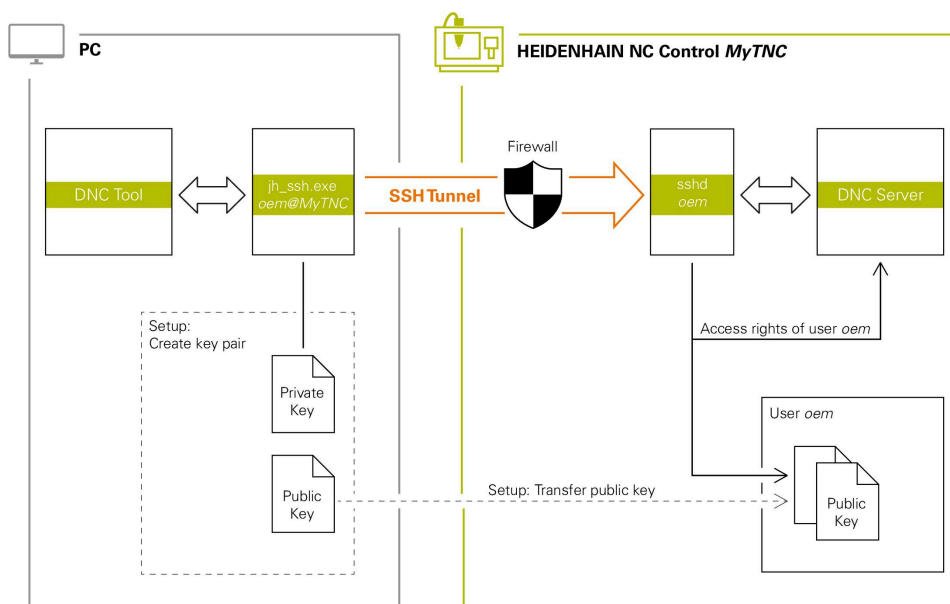 PC
HEIDENHAIN NC Control MyTNC
DNC Tool
jh_ssh.exe
oem@MyTNC
SSH Tunnel
Firewall
sshd
oem
DNC Server
Access rights of user oem
Setup:
Create key pair
Private
Key
Public
Key
Setup: Transfer public key
User oem
Public
Key